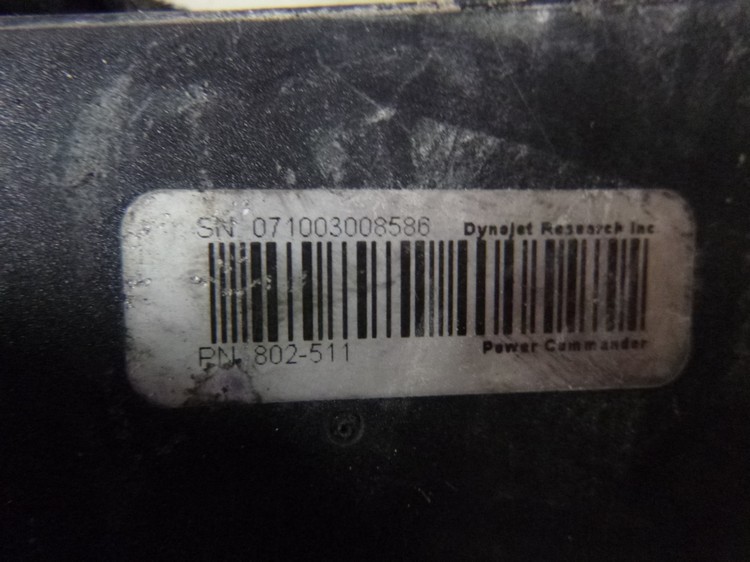 SN 071003008586 Dynojet Research Inc
PN 802-511 Power Commander